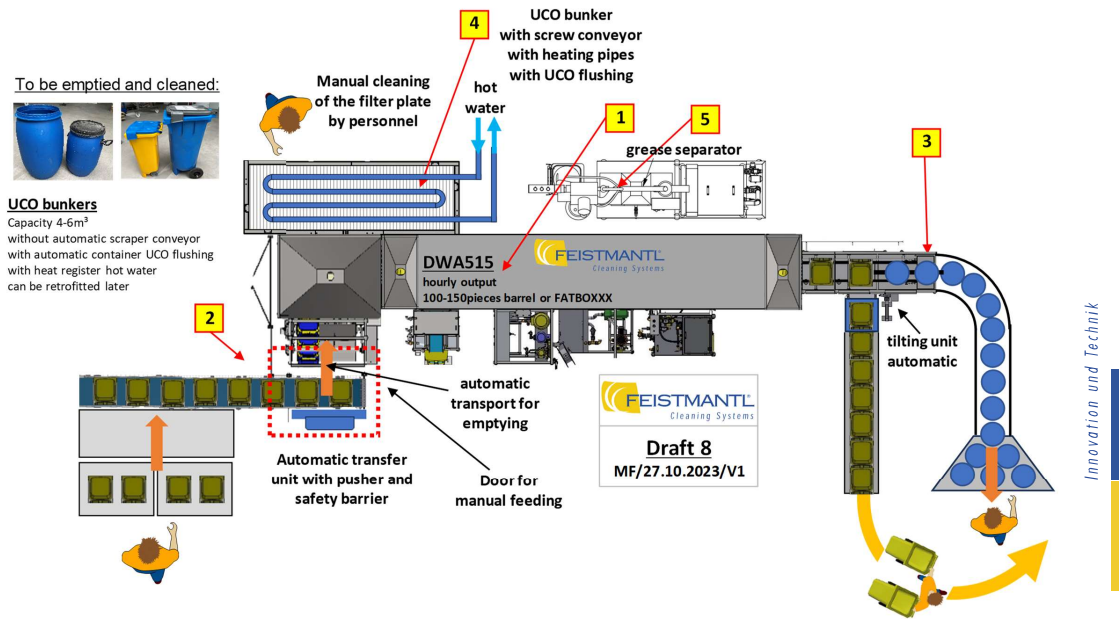 4
UCO bunker
with screw conveyor
with heating pipes
with UCO flushing
To be emptied and cleaned:
Manual cleaning
of the filter plate
by personnel
hot
water
1
5
3
grease separator
UCO bunkers
Capacity 4-6m³
without automatic scraper conveyor
with automatic container UCO flushing
with heat register hot water
can be retrofitted later
DWA515
hourly output
100-150pieces barrel or FATBOXXX
FEISTMANTL®
Cleaning Systems
2
tilting unit
automatic
automatic
transport for
emptying
FEISTMANTL®
Cleaning Systems
Draft 8
MF/27.10.2023/V1
Automatic transfer
unit with pusher and
safety barrier
Door for
manual feeding
Innovation und Technik